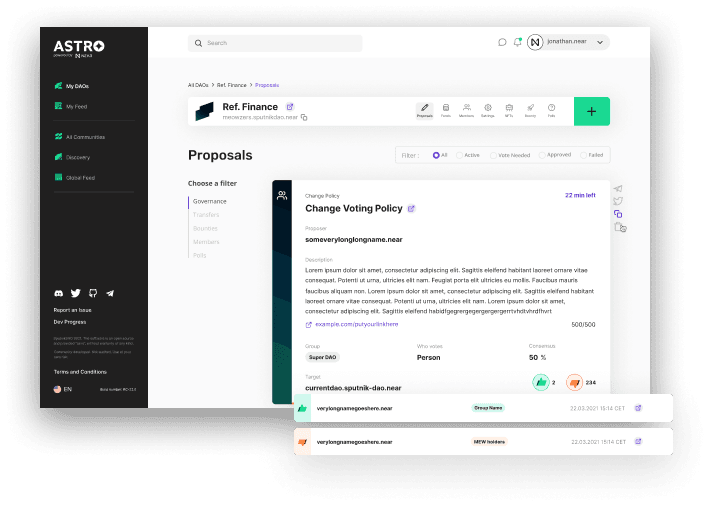 ASTRO
powered by NEAR
Search
jonathan.near
My DAOs
My Feed
All Communities
Discovery
Global Feed
All DAOs > Ref. Finance > Proposals
Ref. Finance
meowzers.sputnikdao.near
Proposals
Members
Settings
NFTs
Bounty
Polls
Proposals
Filter :
All
Active
Vote Needed
Approved
Failed
Choose a filter
Governance
Transfers
Bounties
Members
Polls
Change Policy
22 min left
Change Voting Policy
Proposer
someverylonglongname.near
Description
Lorem ipsum dolor sit amet, consectetur adipiscing elit. Sagittis eleifend habitant laoreet ornare vitae
consequat. Potenti ut urna, ultricies elit nam. Feugiat porta elit ultricies eu mollis. Faucibus mauris
faucibus aliquam non. Lorem ipsum dolor sit amet, consectetur adipiscing elit. Sagittis eleifend habitant
laoreet ornare vitae consequat. Potenti ut urna, ultricies elit nam. Lorem ipsum dolor sit amet, consectetur
adipiscing elit. Sagittis eleifend
example.com/putyourlinkhere
500/500
Group
Who votes
Consensus
Super DAO
Person
50 %
Target
currentdao.sputnik-dao.near
2
234
Report an Issue
Dev Progress
Terms and Conditions
EN
verylongnamegoeshere.near
Group Name
22.03.2021 15:14 CET
verylongnamegoeshere.near
MEW holders
22.03.2021 15:14 CET